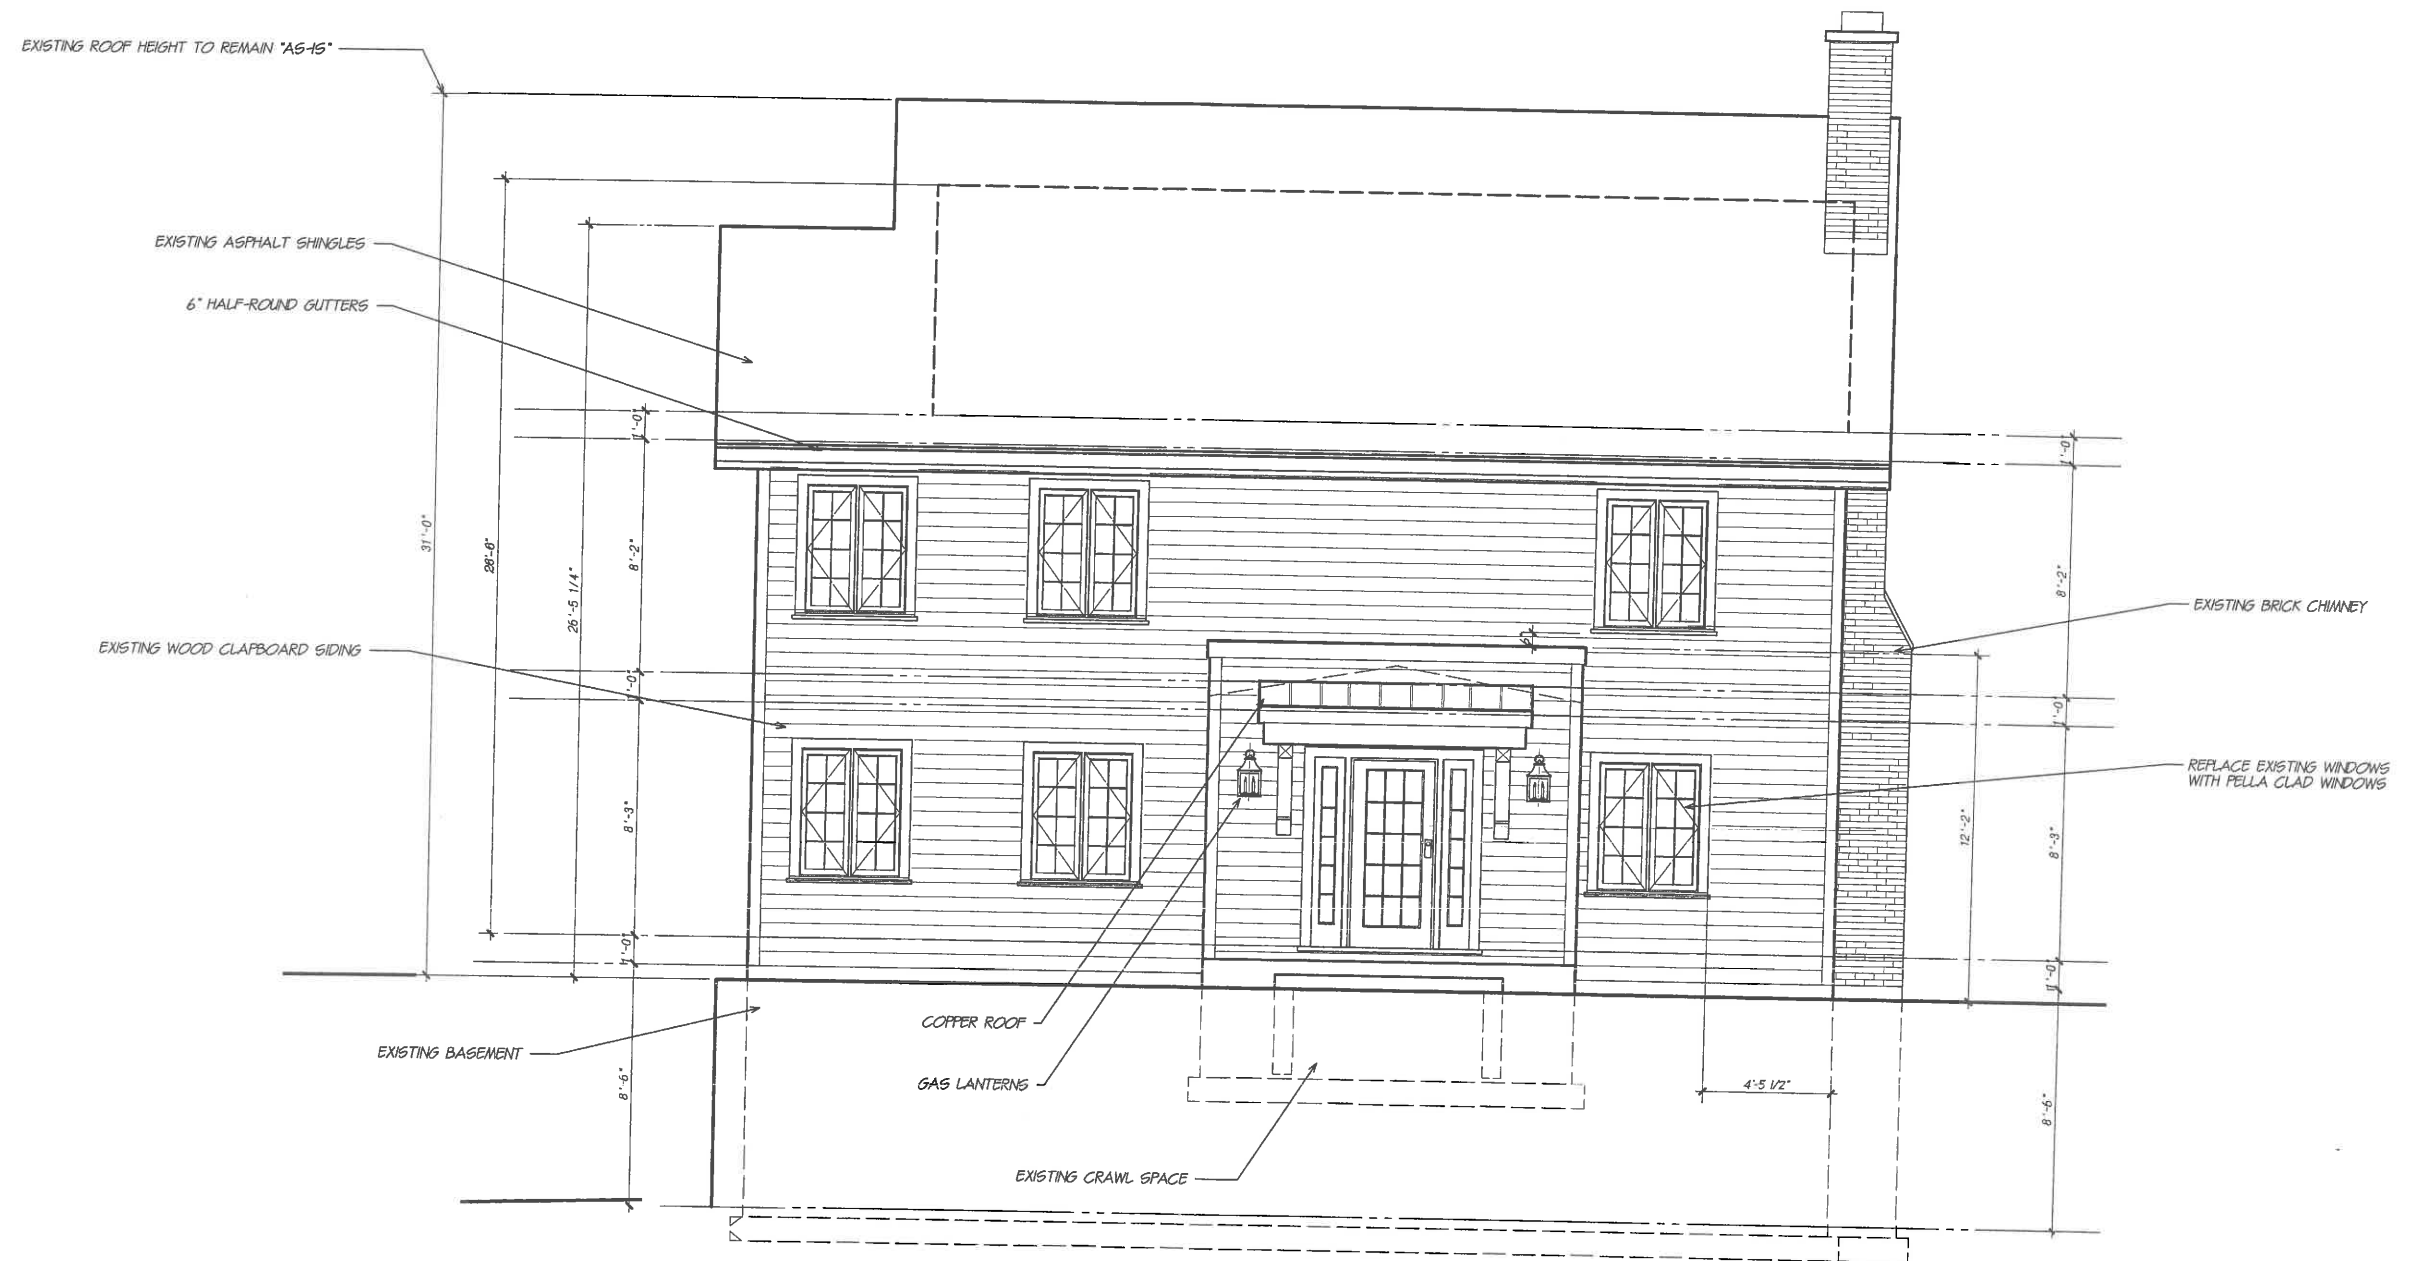 EXISTING ROOF HEIGHT TO REMAIN "AS-IS"
EXISTING ASPHALT SHINGLES
6" HALF-ROUND GUTTERS
1'-0"
1'-0"
31'-0"
28'-6"
26'-5 1/4"
8'-2"
8'-2"
EXISTING BRICK CHIMNEY
6"
EXISTING WOOD CLAPBOARD SIDING
1'-0"
1'-0"
REPLACE EXISTING WINDOWS
WITH PELLA CLAD WINDOWS
8'-3"
12'-2"
8'-3"
1'-0"
1'-0"
COPPER ROOF
EXISTING BASEMENT
GAS LANTERNS
8'-6"
4'-5 1/2"
8'-6"
EXISTING CRAWL SPACE